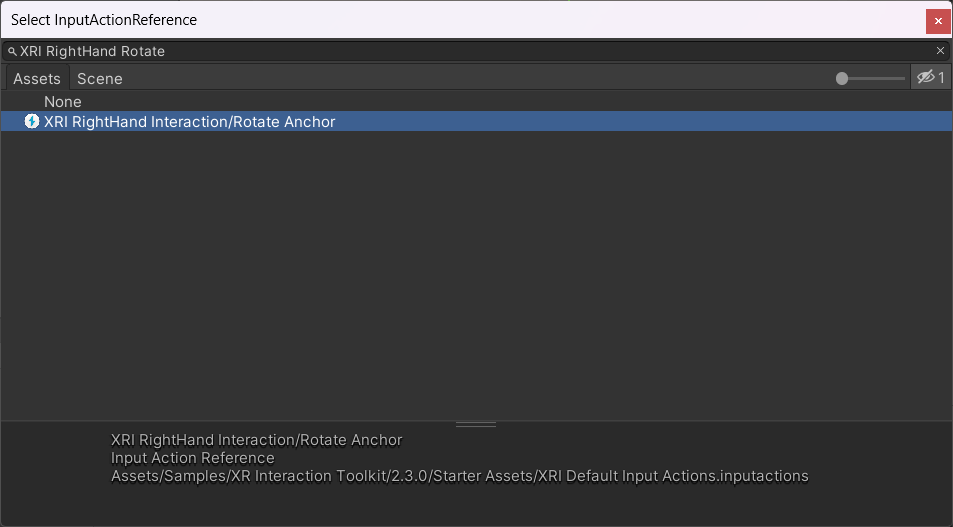 Select InputActionReference
XRI RightHand Rotate
Assets Scene 1
None
XRI RightHand Interaction/Rotate Anchor
XRI RightHand Interaction/Rotate Anchor
Input Action Reference
Assets/Samples/XR Interaction Toolkit/2.3.0/Starter Assets/XRI Default Input Actions.inputactions